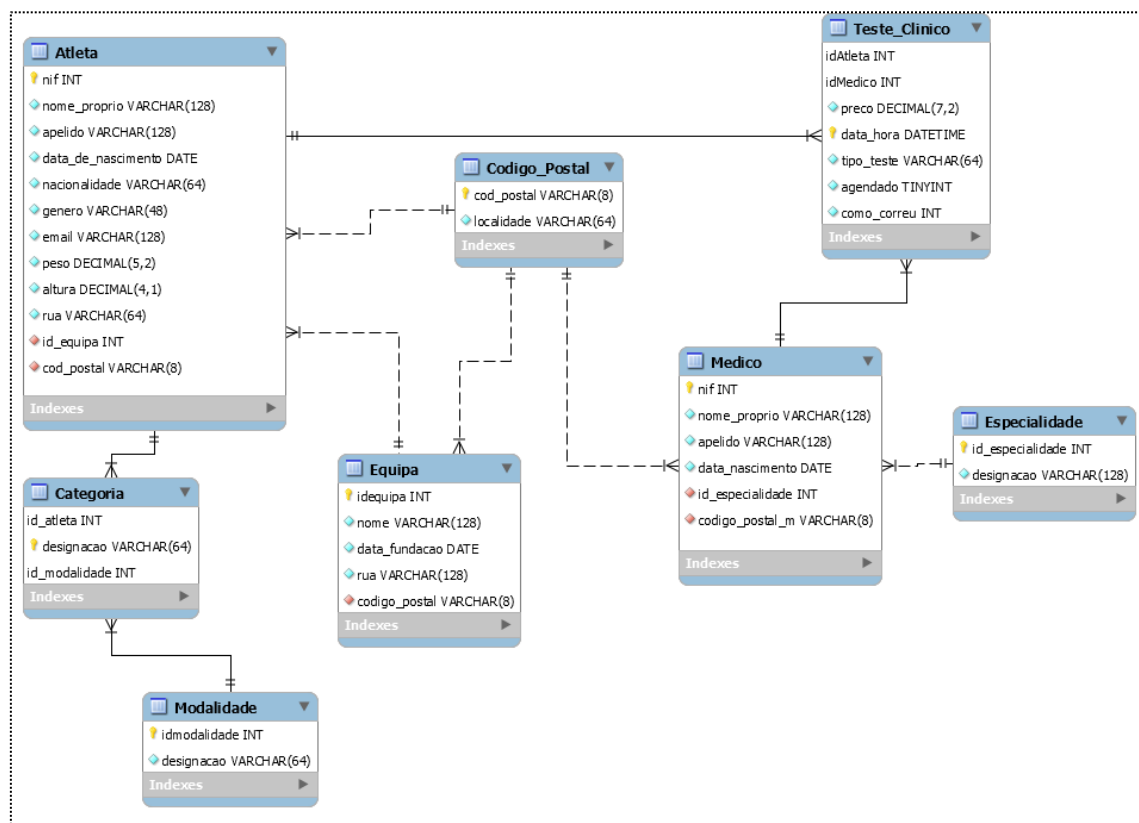 Atleta
nif INT
nome_proprio VARCHAR(128)
apelido VARCHAR(128)
data_de_nascimento DATE
nacionalidade VARCHAR(64)
genero VARCHAR(48)
email VARCHAR(128)
peso DECIMAL(5,2)
altura DECIMAL(4,1)
rua VARCHAR(64)
id_equipa INT
cod_postal VARCHAR(8)
Indexes
Teste_Clinico
idAtleta INT
idMedico INT
preco DECIMAL(7,2)
data_hora DATETIME
tipo_teste VARCHAR(64)
agendado TINYINT
como_correu INT
Indexes
Codigo_Postal
cod_postal VARCHAR(8)
localidade VARCHAR(64)
Indexes
Medico
nif INT
nome_proprio VARCHAR(128)
apelido VARCHAR(128)
data_nascimento DATE
id_especialidade INT
codigo_postal_m VARCHAR(8)
Indexes
Especialidade
id_especialidade INT
designacao VARCHAR(128)
Indexes
Categoria
id_atleta INT
designacao VARCHAR(64)
id_modalidade INT
Indexes
Equipa
idequipa INT
nome VARCHAR(128)
data_fundacao DATE
rua VARCHAR(128)
codigo_postal VARCHAR(8)
Indexes
Modalidade
idmodalidade INT
designacao VARCHAR(64)
Indexes